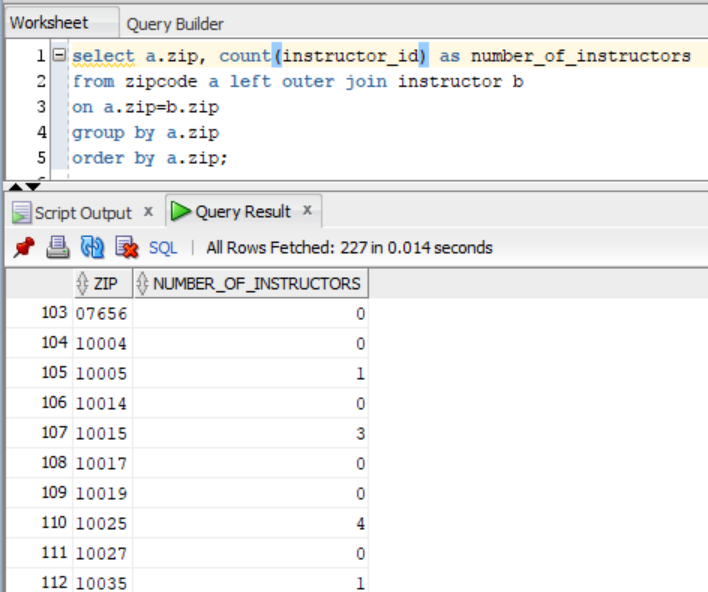 Worksheet Query Builder
1 select a.zip, count(instructor_id) as number_of_instructors
2 from zipcode a left outer join instructor b
3 on a.zip=b.zip
4 group by a.zip
5 order by a.zip;
Script Output x Query Result x
SQL | All Rows Fetched: 227 in 0.014 seconds
ZIP NUMBER_OF_INSTRUCTORS
103 07656 0
104 10004 0
105 10005 1
106 10014 0
107 10015 3
108 10017 0
109 10019 0
110 10025 4
111 10027 0
112 10035 1